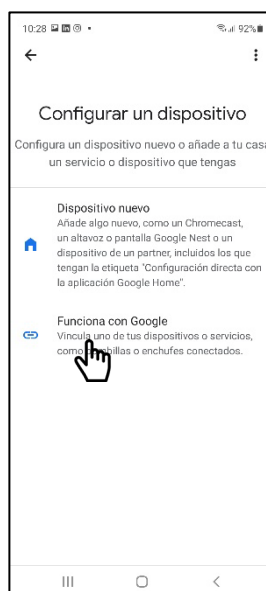 10:28 92%
Configurar un dispositivo
Configura un dispositivo nuevo o añade a tu casa
un servicio o dispositivo que tengas
Dispositivo nuevo
Añade algo nuevo, como un Chromecast,
un altavoz o pantalla Google Nest o un
dispositivo de un partner, incluidos los que
tengan la etiqueta "Configuración directa con
la aplicación Google Home".
Funciona con Google
Vincula uno de tus dispositivos o servicios,
como bombillas o enchufes conectados.